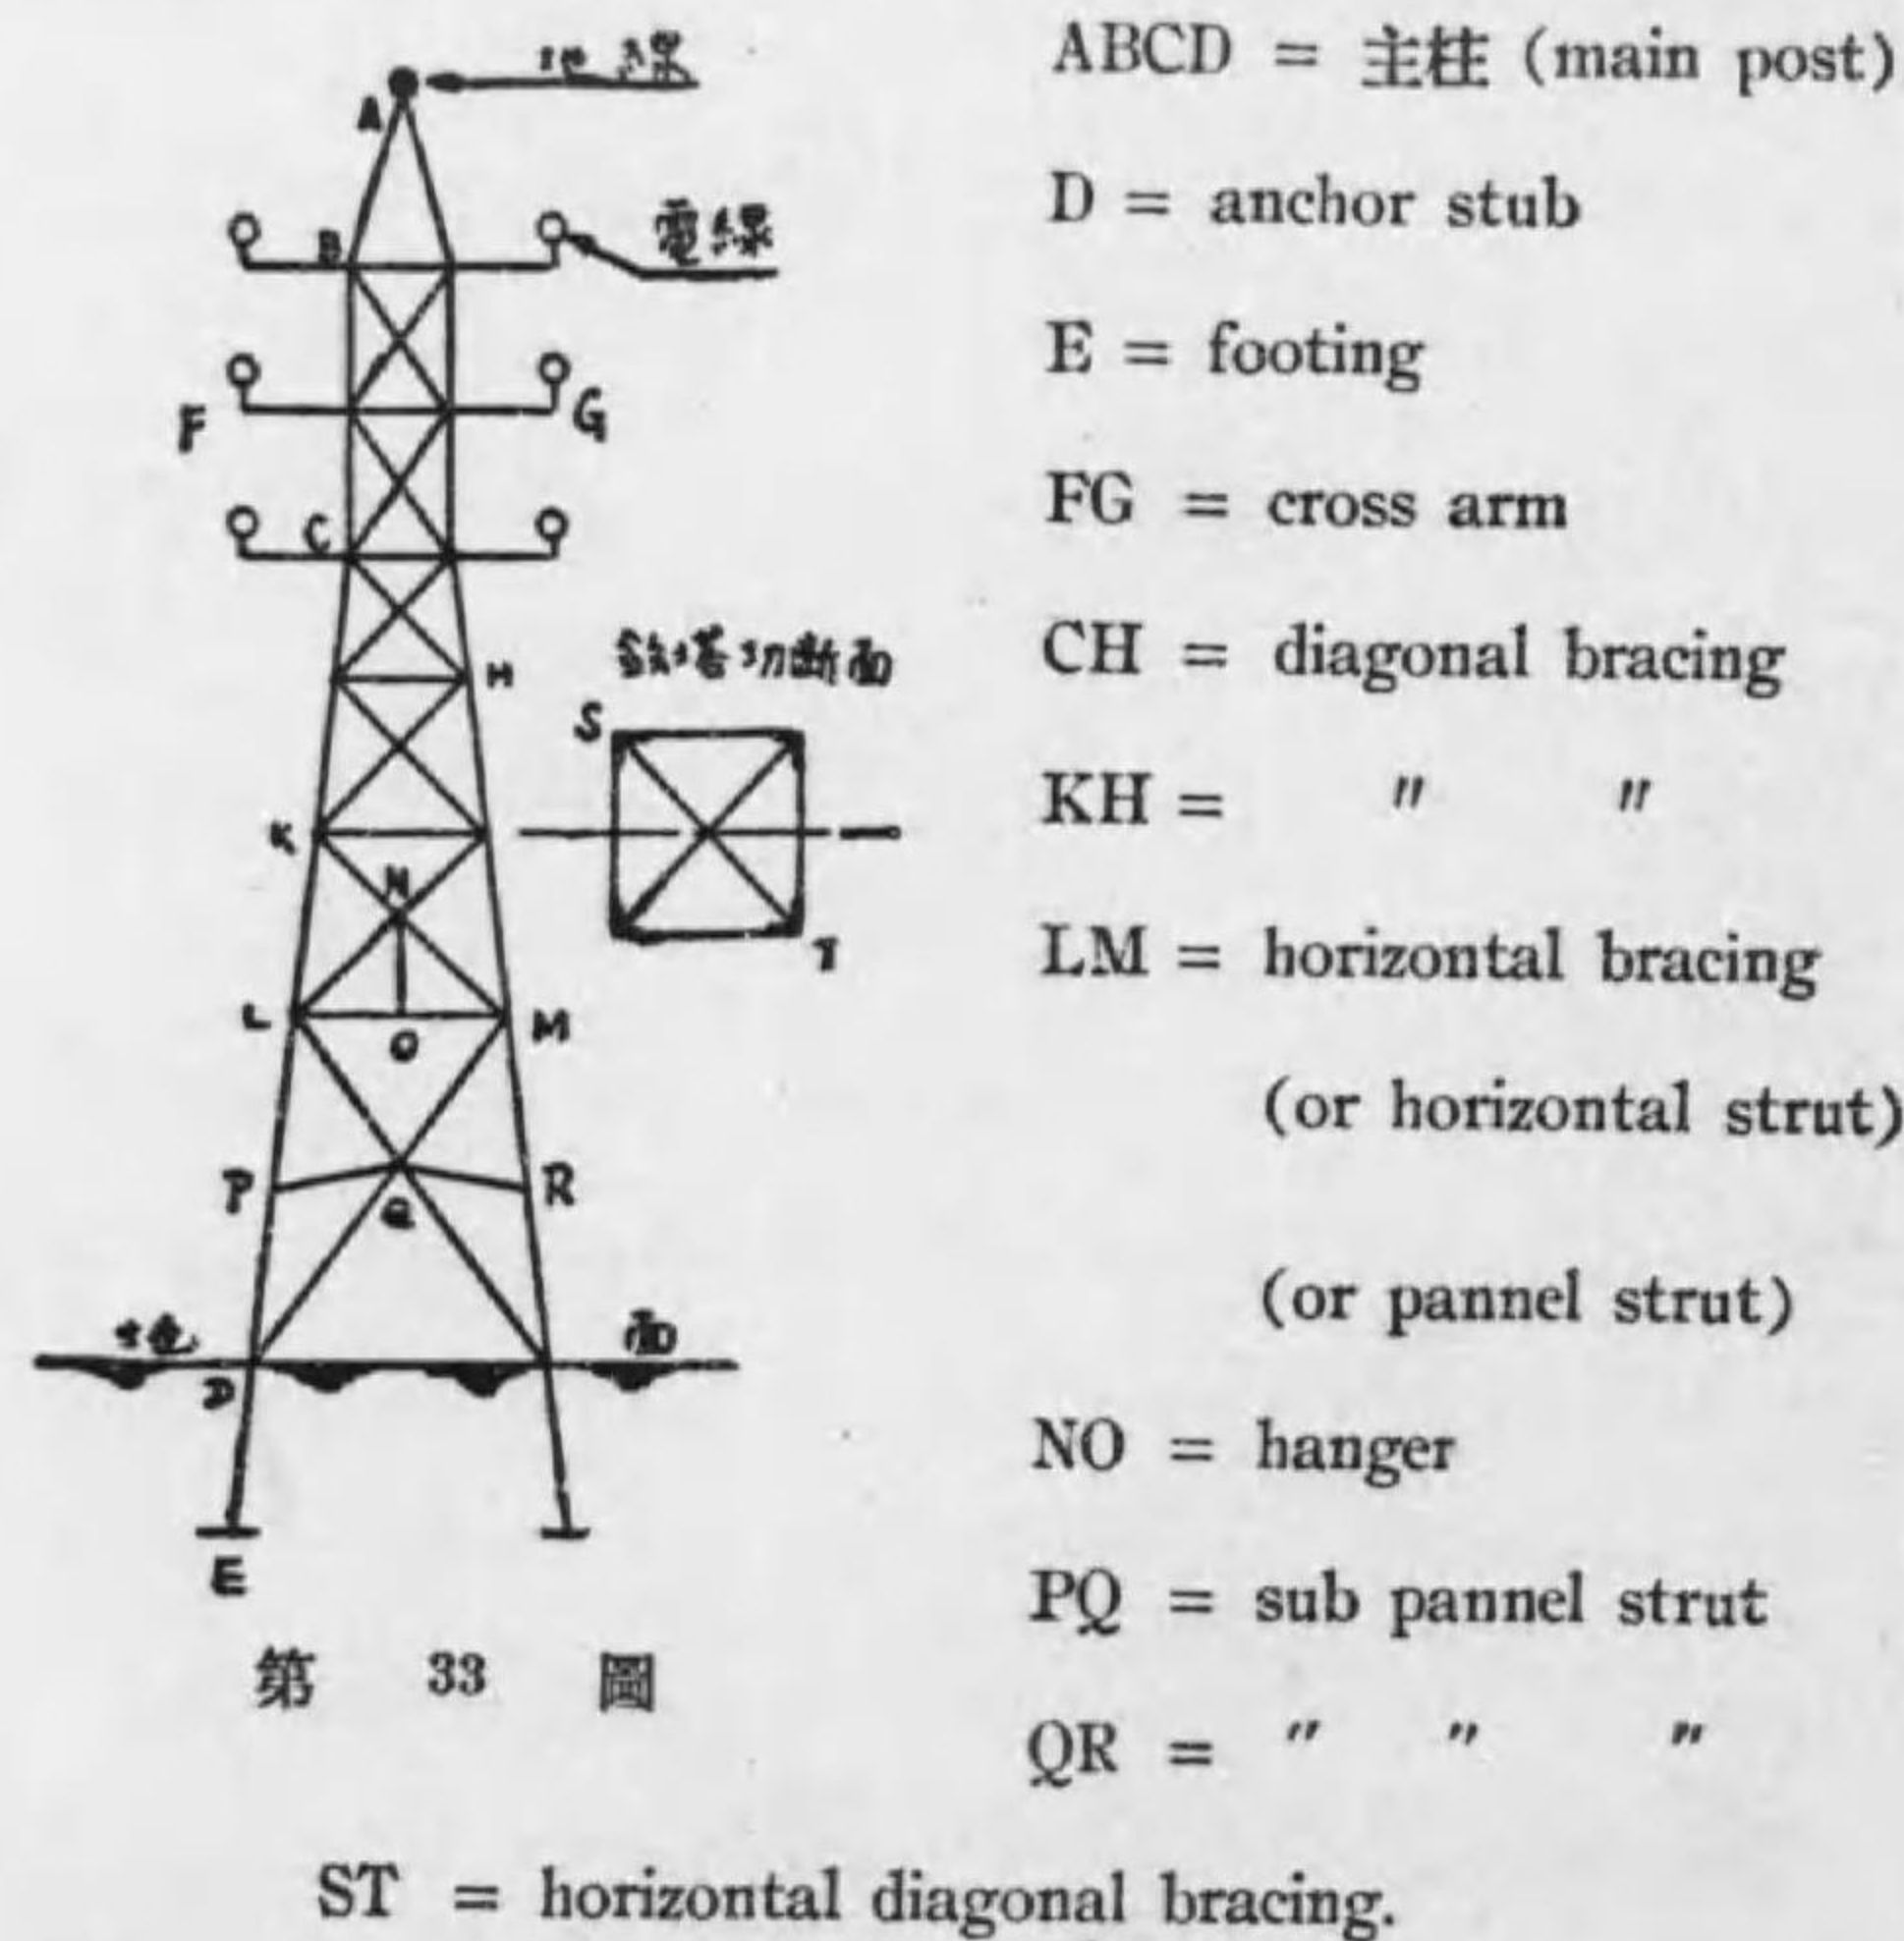 地線
A
B
電線
F
G
C
H
鉄塔切断面
S
K
N
T
L
O
M
P
Q
R
地 面
D
E
第 33 圖
ABCD = 主柱 (main post)
D = anchor stub
E = footing
FG = cross arm
CH = diagonal bracing
KH = 〃 〃
LM = horizontal bracing
(or horizontal strut)
(or pannel strut)
NO = hanger
PQ = sub pannel strut
QR = 〃 〃 〃
ST = horizontal diagonal bracing.